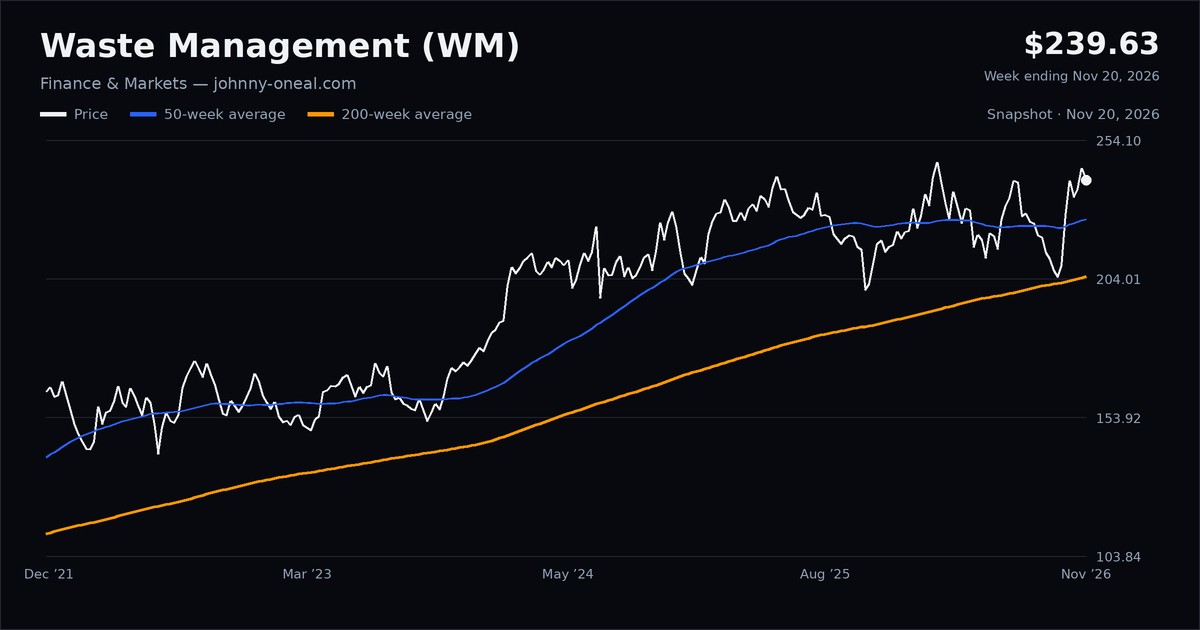 Waste Management (WM)
$239.63
Finance & Markets — johnny-oneal.com
Week ending Nov 20, 2026
Price
50-week average
200-week average
Snapshot · Nov 20, 2026
254.10
204.01
153.92
103.84
Dec ’21
Mar ’23
May ’24
Aug ’25
Nov ’26